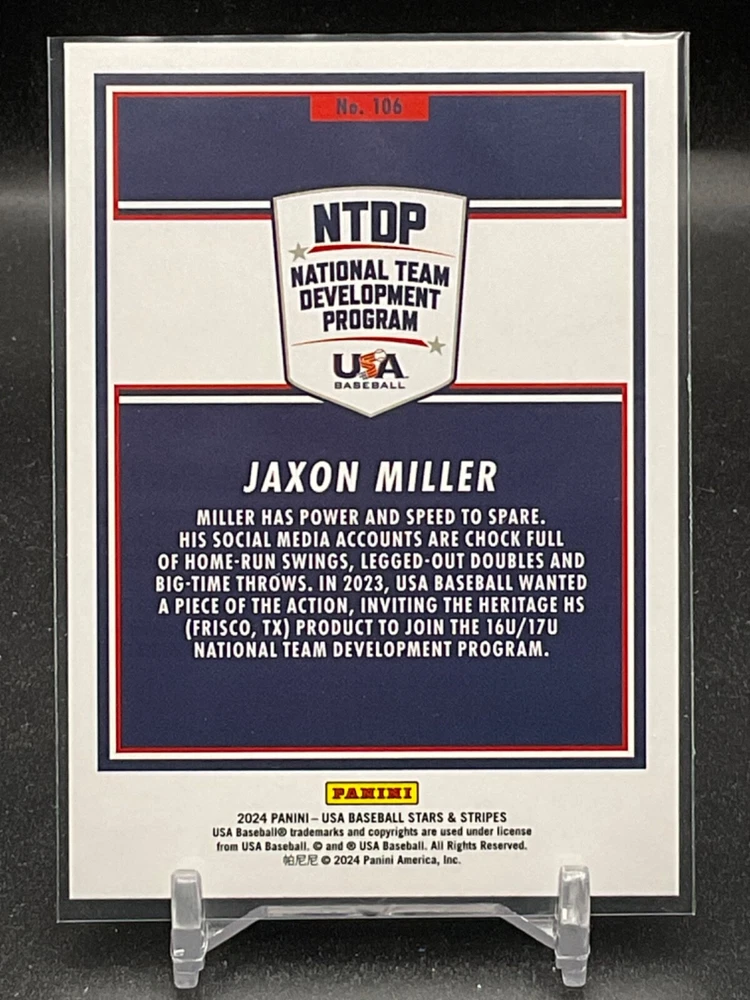 No. 106
NTDP
NATIONAL TEAM
DEVELOPMENT
PROGRAM
USA
BASEBALL
JAXON MILLER
MILLER HAS POWER AND SPEED TO SPARE.
HIS SOCIAL MEDIA ACCOUNTS ARE CHOCK FULL
OF HOME-RUN SWINGS, LEGGED-OUT DOUBLES AND
BIG-TIME THROWS. IN 2023, USA BASEBALL WANTED
A PIECE OF THE ACTION, INVITING THE HERITAGE HS
(FRISCO, TX) PRODUCT TO JOIN THE 16U/17U
NATIONAL TEAM DEVELOPMENT PROGRAM.
PANINI
2024 PANINI – USA BASEBALL STARS & STRIPES
USA Baseball® trademarks and copyrights are used under license
from USA Baseball. © and ® USA Baseball. All Rights Reserved.
帕尼尼 © 2024 Panini America, Inc.